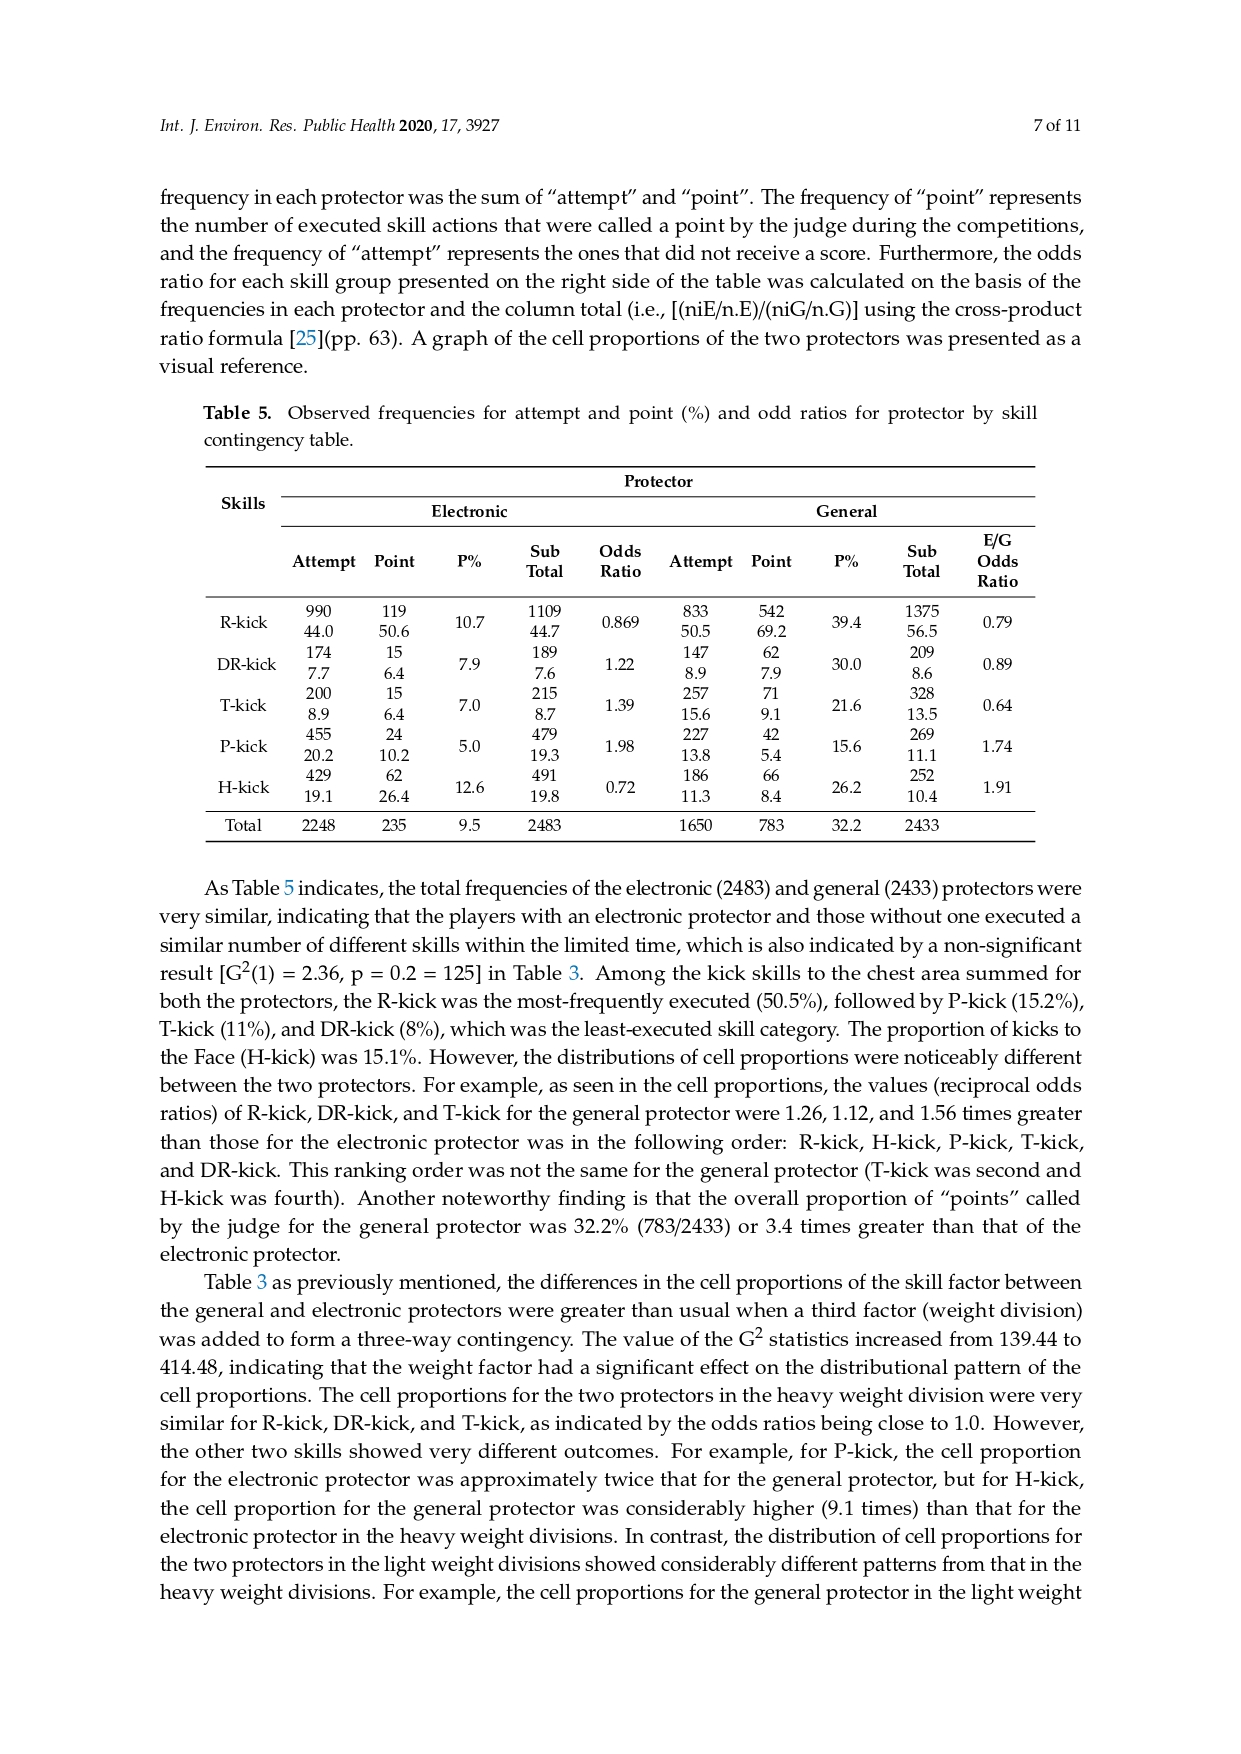 Int. J. Environ. Res. Public Health 2020, 17, 3927 7 of 11
frequency in each protector was the sum of “attempt” and “point”. The frequency of “point” represents
the number of executed skill actions that were called a point by the judge during the competitions,
and the frequency of “attempt” represents the ones that did not receive a score. Furthermore, the odds
ratio for each skill group presented on the right side of the table was calculated on the basis of the
frequencies in each protector and the column total (i.e., [(niE/n.E)/(niG/n.G)] using the cross-product
ratio formula [25](pp. 63). A graph of the cell proportions of the two protectors was presented as a
visual reference.
Table 5. Observed frequencies for attempt and point (%) and odd ratios for protector by skill
contingency table.
Protector
Skills
Electronic General
Attempt Point P% Sub Total Odds Ratio Attempt Point P% Sub Total E/G Odds Ratio
R-kick 990 119 10.7 1109 0.869 833 542 39.4 1375 0.79
44.0 50.6 44.7 50.5 69.2 56.5
DR-kick 174 15 7.9 189 1.22 147 62 30.0 209 0.89
7.7 6.4 7.6 8.9 7.9 8.6
T-kick 200 15 7.0 215 1.39 257 71 21.6 328 0.64
8.9 6.4 8.7 15.6 9.1 13.5
P-kick 455 24 5.0 479 1.98 227 42 15.6 269 1.74
20.2 10.2 19.3 13.8 5.4 11.1
H-kick 429 62 12.6 491 0.72 186 66 26.2 252 1.91
19.1 26.4 19.8 11.3 8.4 10.4
Total 2248 235 9.5 2483 1650 783 32.2 2433
As Table 5 indicates, the total frequencies of the electronic (2483) and general (2433) protectors were
very similar, indicating that the players with an electronic protector and those without one executed a
similar number of different skills within the limited time, which is also indicated by a non-significant
result [G2(1) = 2.36, p = 0.2 = 125] in Table 3. Among the kick skills to the chest area summed for
both the protectors, the R-kick was the most-frequently executed (50.5%), followed by P-kick (15.2%),
T-kick (11%), and DR-kick (8%), which was the least-executed skill category. The proportion of kicks to
the Face (H-kick) was 15.1%. However, the distributions of cell proportions were noticeably different
between the two protectors. For example, as seen in the cell proportions, the values (reciprocal odds
ratios) of R-kick, DR-kick, and T-kick for the general protector were 1.26, 1.12, and 1.56 times greater
than those for the electronic protector was in the following order: R-kick, H-kick, P-kick, T-kick,
and DR-kick. This ranking order was not the same for the general protector (T-kick was second and
H-kick was fourth). Another noteworthy finding is that the overall proportion of “points” called
by the judge for the general protector was 32.2% (783/2433) or 3.4 times greater than that of the
electronic protector.
Table 3 as previously mentioned, the differences in the cell proportions of the skill factor between
the general and electronic protectors were greater than usual when a third factor (weight division)
was added to form a three-way contingency. The value of the G2 statistics increased from 139.44 to
414.48, indicating that the weight factor had a significant effect on the distributional pattern of the
cell proportions. The cell proportions for the two protectors in the heavy weight division were very
similar for R-kick, DR-kick, and T-kick, as indicated by the odds ratios being close to 1.0. However,
the other two skills showed very different outcomes. For example, for P-kick, the cell proportion
for the electronic protector was approximately twice that for the general protector, but for H-kick,
the cell proportion for the general protector was considerably higher (9.1 times) than that for the
electronic protector in the heavy weight divisions. In contrast, the distribution of cell proportions for
the two protectors in the light weight divisions showed considerably different patterns from that in the
heavy weight divisions. For example, the cell proportions for the general protector in the light weight